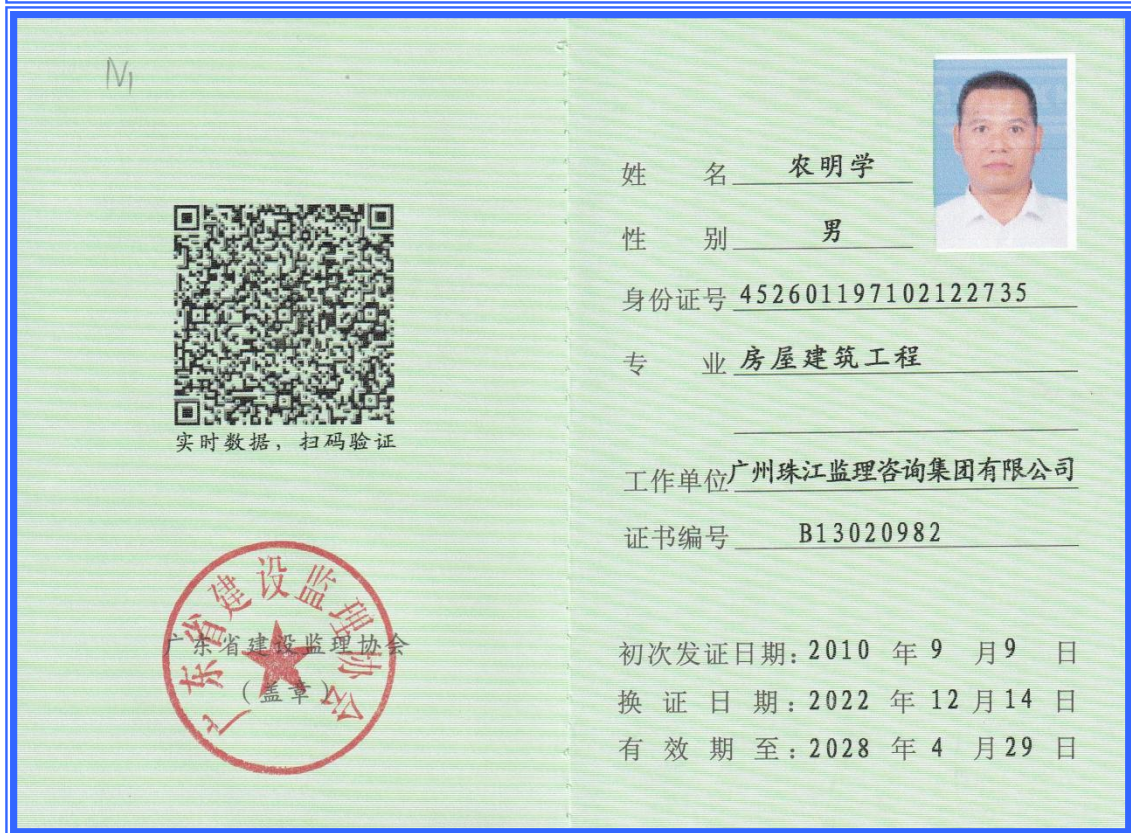 N1
实时数据，扫码验证
广东省建设监理协会
广东省建设监理协会
（盖章）
姓名 农明学
性别 男
身份证号 452601197102122735
专业 房屋建筑工程
工作单位 广州珠江监理咨询集团有限公司
证书编号 B13020982
初次发证日期：2010 年 9 月 9 日
换证日期：2022 年 12 月 14 日
有效期至：2028 年 4 月 29 日